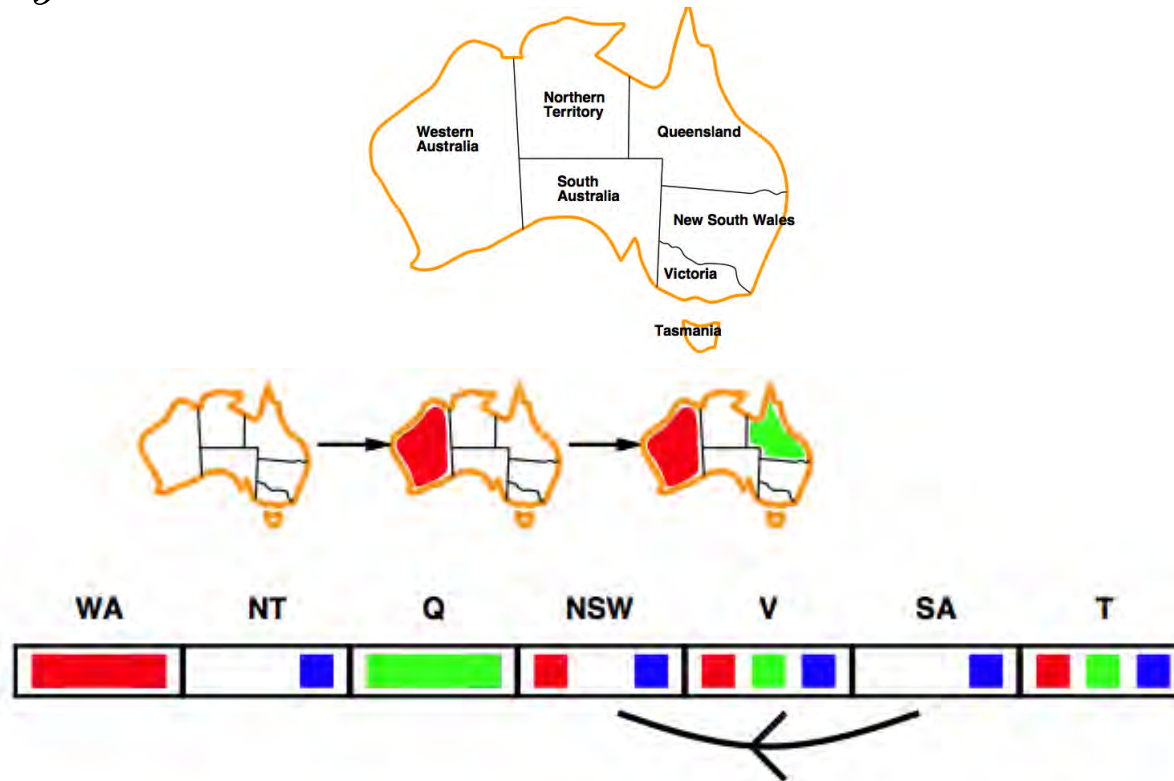 Northern
Territory
Western
Australia
Queensland
South
Australia
New South Wales
Victoria
Tasmania
WA NT Q NSW V SA T